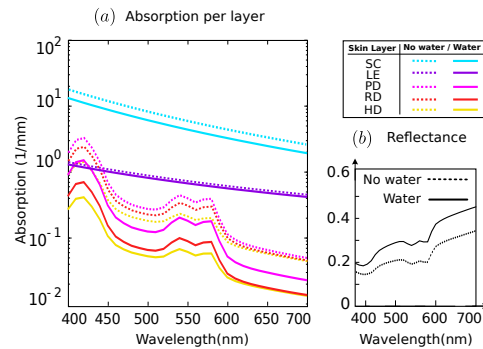 (a) Absorption per layer
10^2
10^1
10^0
10^-1
10^-2
Absorption (1/mm)
400 450 500 550 600 700
Wavelength(nm)
Skin Layer No water / Water
SC
LE
PD
RD
HD
(b) Reflectance
0.6
0.4
0.2
0
No water
Water
400 500 600 700
Wavelength(nm)